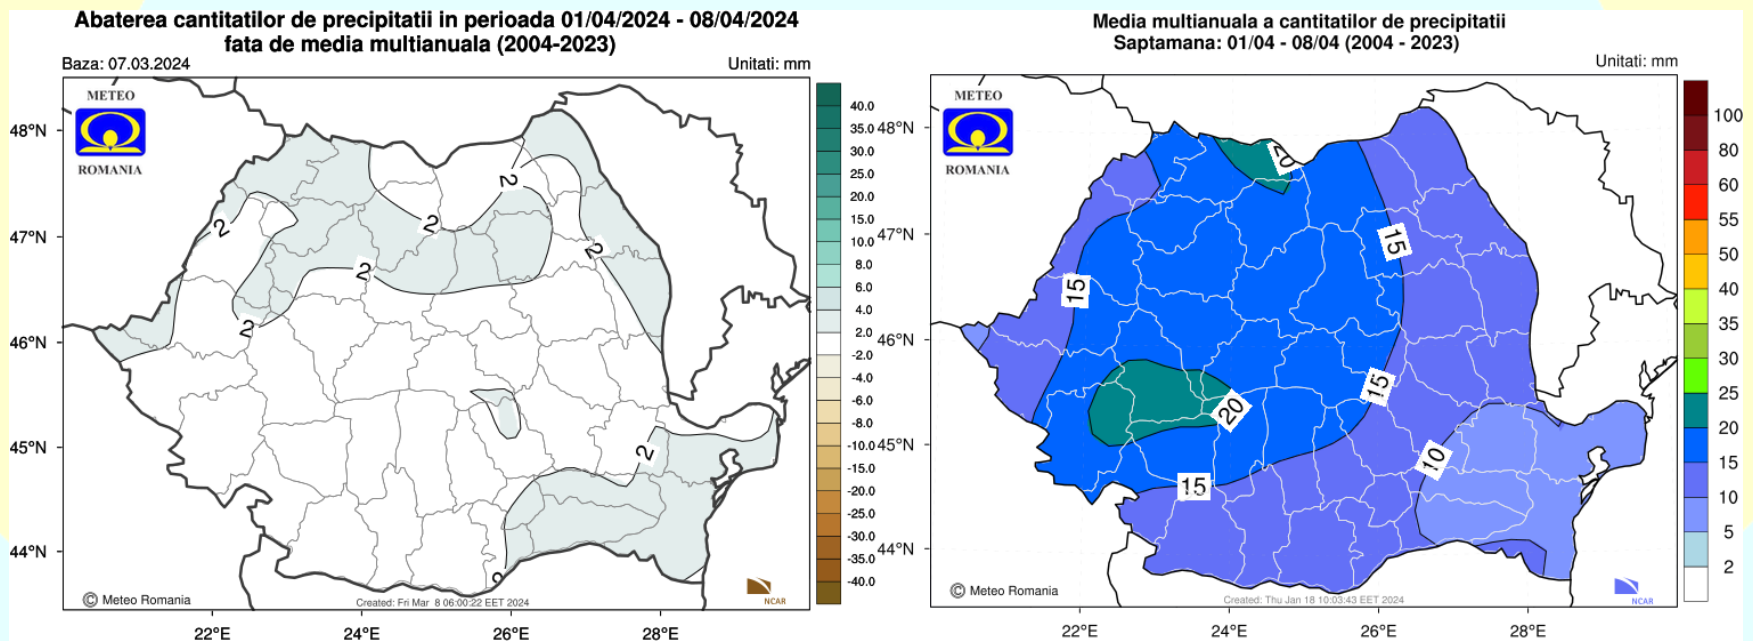 Abaterea cantitatilor de precipitatii in perioada 01/04/2024 - 08/04/2024
fata de media multianuala (2004-2023)
Baza: 07.03.2024
Unitati: mm
METEO
ROMANIA
48°N
47°N
46°N
45°N
44°N
2
2
2
2
2
2
2
2
40.0
35.0
30.0
25.0
20.0
15.0
10.0
8.0
6.0
4.0
2.0
-2.0
-4.0
-6.0
-8.0
-10.0
-15.0
-20.0
-25.0
-30.0
-35.0
-40.0
© Meteo Romania
Created: Fri Mar 8 06:00:22 EET 2024
NCAR
22°E
24°E
26°E
28°E
Media multianuala a cantitatilor de precipitatii
Saptamana: 01/04 - 08/04 (2004 - 2023)
Unitati: mm
METEO
ROMANIA
48°N
47°N
46°N
45°N
44°N
20
15
15
15
20
10
15
100
80
60
55
50
40
35
30
25
20
15
10
5
2
© Meteo Romania
Created: Thu Jan 18 10:03:43 EET 2024
NCAR
22°E
24°E
26°E
28°E